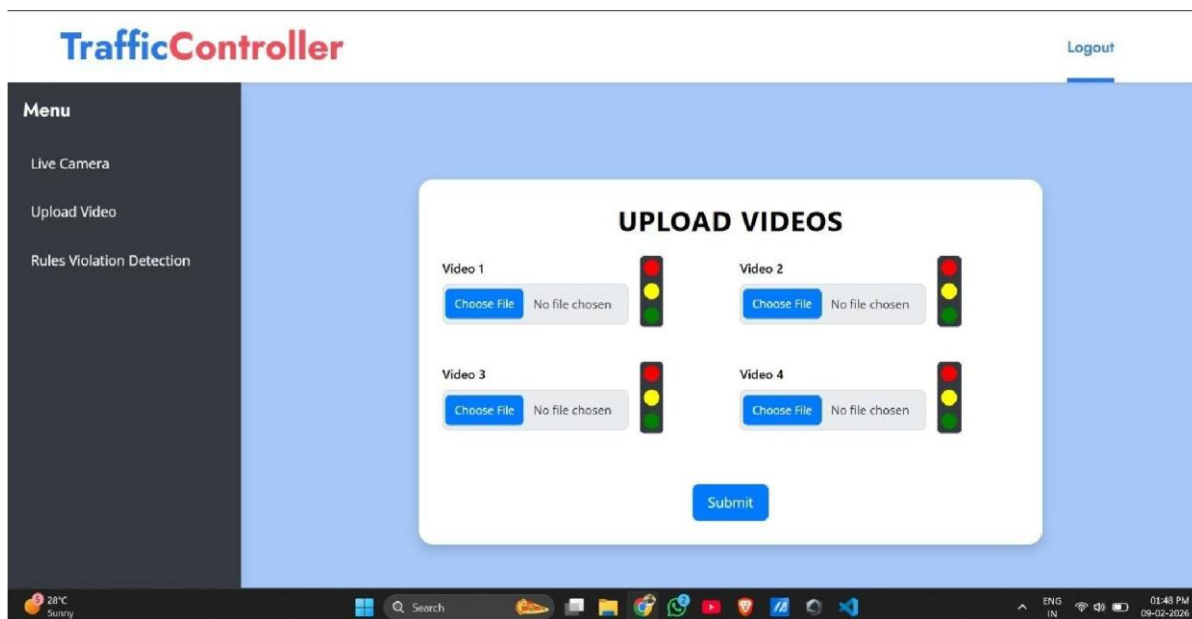 TrafficController
Logout
Menu
Live Camera
Upload Video
Rules Violation Detection
UPLOAD VIDEOS
Video 1
Choose File No file chosen
Video 2
Choose File No file chosen
Video 3
Choose File No file chosen
Video 4
Choose File No file chosen
Submit
5
28°C
Sunny
Search
2
ENG
IN
01:48 PM
09-02-2026